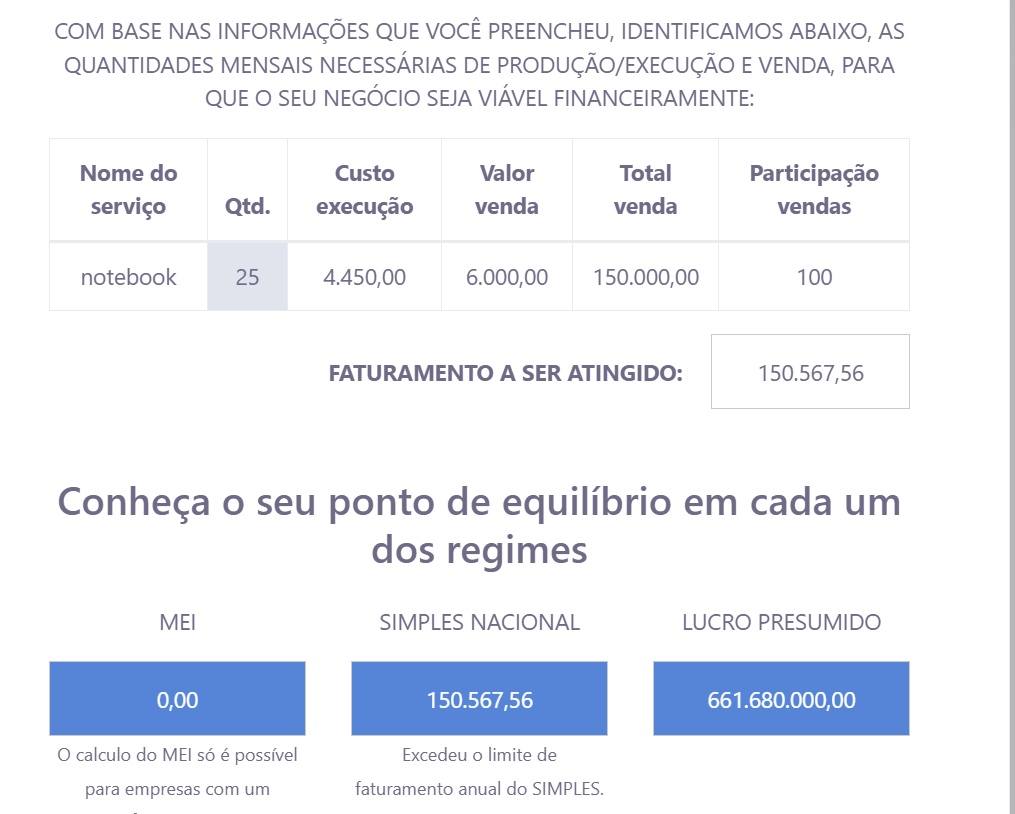 COM BASE NAS INFORMAÇÕES QUE VOCÊ PREENCHEU, IDENTIFICAMOS ABAIXO, AS
QUANTIDADES MENSAIS NECESSÁRIAS DE PRODUÇÃO/EXECUÇÃO E VENDA, PARA
QUE O SEU NEGÓCIO SEJA VIÁVEL FINANCEIRAMENTE:
Nome do serviço Qtd. Custo execução Valor venda Total venda Participação vendas
notebook 25 4.450,00 6.000,00 150.000,00 100
FATURAMENTO A SER ATINGIDO: 150.567,56
Conheça o seu ponto de equilíbrio em cada um
dos regimes
MEI SIMPLES NACIONAL LUCRO PRESUMIDO
0,00 150.567,56 661.680.000,00
O calculo do MEI só é possível Excedeu o limite de
para empresas com um faturamento anual do SIMPLES.